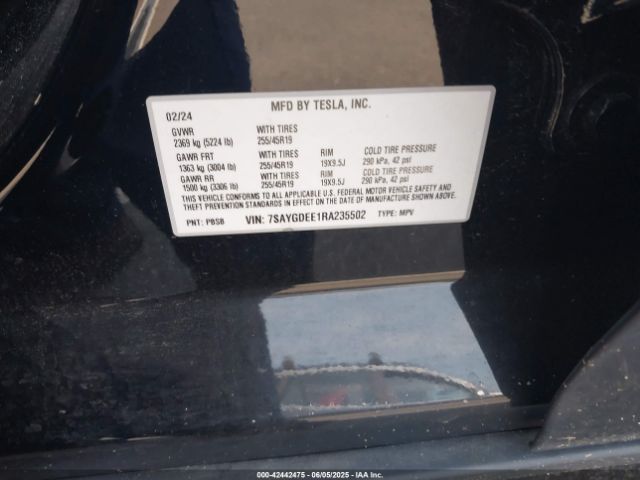 MFD BY TESLA, INC.
02/24
GVWR WITH TIRES
2369 kg (5224 lb) 255/45R19
GAWR FRT WITH TIRES RIM COLD TIRE PRESSURE
1363 kg (3004 lb) 255/45R19 19X9.5J 290 kPa, 42 psi
GAWR RR WITH TIRES RIM COLD TIRE PRESSURE
1500 kg (3306 lb) 255/45R19 19X9.5J 290 kPa, 42 psi
THIS VEHICLE CONFORMS TO ALL APPLICABLE U.S. FEDERAL MOTOR VEHICLE SAFETY AND
THEFT PREVENTION STANDARDS IN EFFECT ON THE DATE OF MANUFACTURE SHOWN ABOVE.
PNT: PBSB VIN: 7SAYGDEE1RA235502 TYPE: MPV
000-42442475 | 06/05/2025 | IAA Inc.